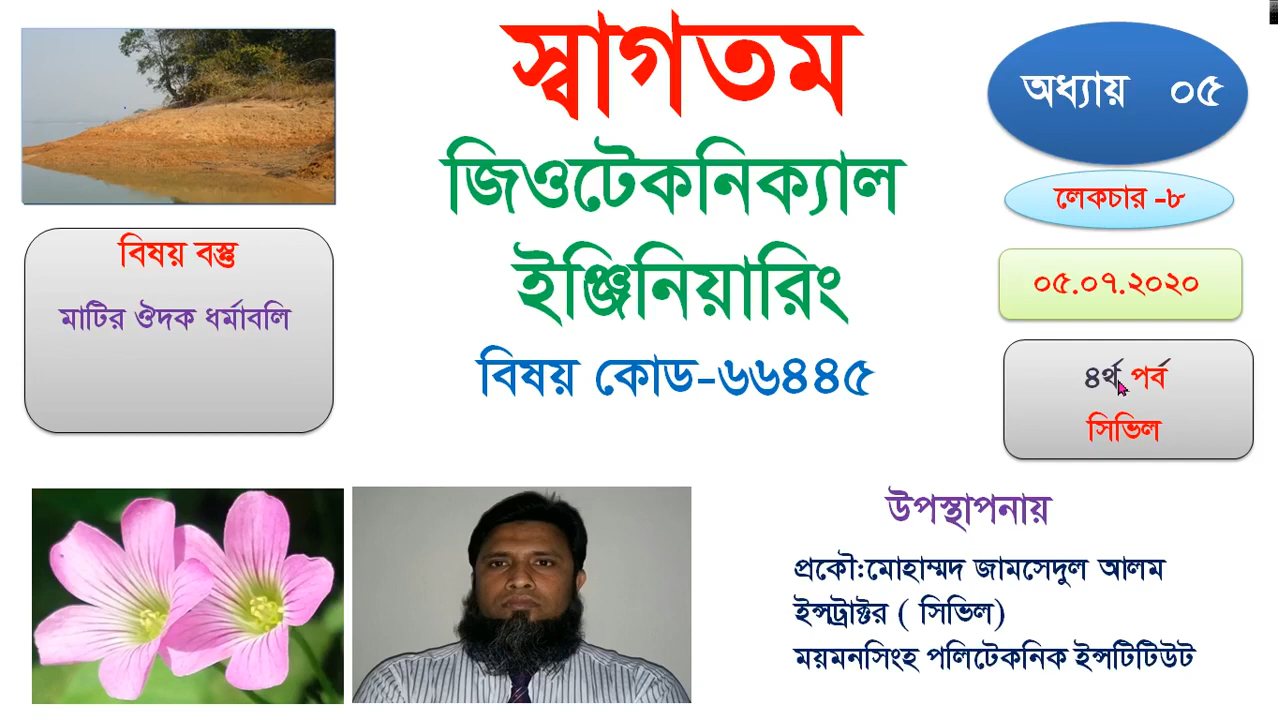 স্বাগতম
জিওটেকনিক্যাল
ইঞ্জিনিয়ারিং
বিষয় কোড-৬৬৪৪৫
অধ্যায় ০৫
লেকচার -৮
০৫.০৭.২০২০
৪র্থ পর্ব
সিভিল
বিষয় বস্তু
মাটির ঔদক ধর্মাবলি
উপস্থাপনায়
প্রকৌ:মোহাম্মদ জামসেদুল আলম
ইন্সট্রাক্টর ( সিভিল)
ময়মনসিংহ পলিটেকনিক ইন্সটিটিউট